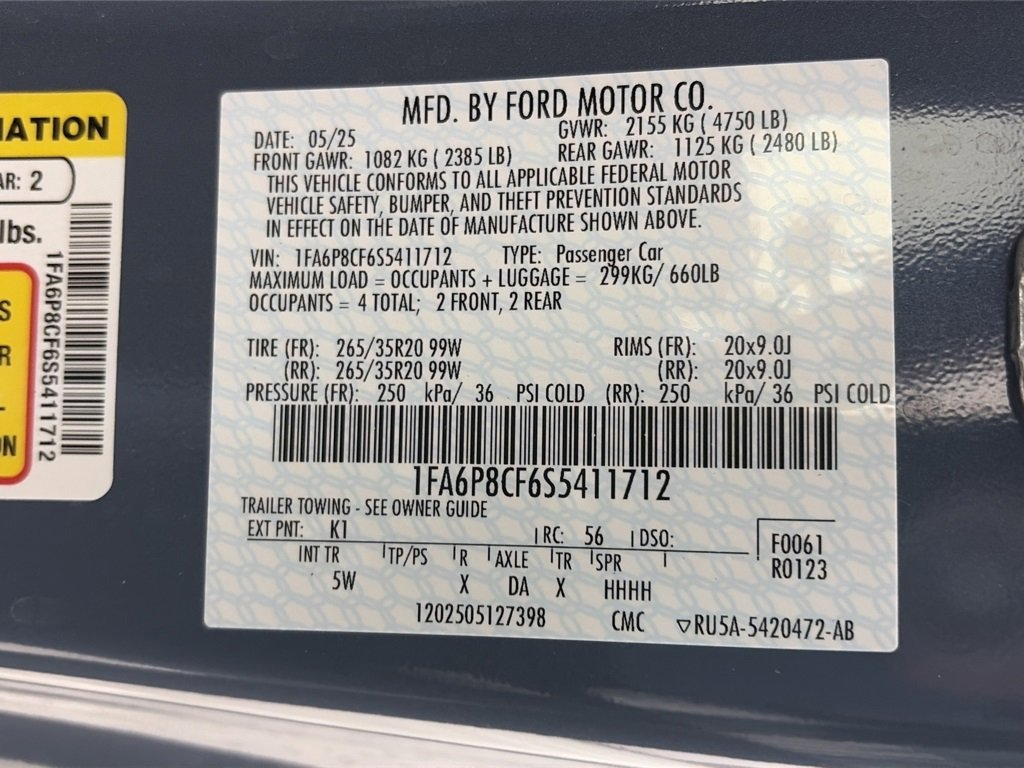 MATION
AR: 2
lbs.
S
R
L
ON
1FA6P8CF6S5411712
MFD. BY FORD MOTOR CO.
DATE: 05/25 GVWR: 2155 KG ( 4750 LB)
FRONT GAWR: 1082 KG ( 2385 LB) REAR GAWR: 1125 KG ( 2480 LB)
THIS VEHICLE CONFORMS TO ALL APPLICABLE FEDERAL MOTOR
VEHICLE SAFETY, BUMPER, AND THEFT PREVENTION STANDARDS
IN EFFECT ON THE DATE OF MANUFACTURE SHOWN ABOVE.
VIN: 1FA6P8CF6S5411712 TYPE: Passenger Car
MAXIMUM LOAD = OCCUPANTS + LUGGAGE = 299KG/ 660LB
OCCUPANTS = 4 TOTAL; 2 FRONT, 2 REAR
TIRE (FR): 265/35R20 99W RIMS (FR): 20x9.0J
(RR): 265/35R20 99W (RR): 20x9.0J
PRESSURE (FR): 250 kPa/ 36 PSI COLD (RR): 250 kPa/ 36 PSI COLD
1FA6P8CF6S5411712
TRAILER TOWING - SEE OWNER GUIDE
EXT PNT: K1 RC: 56 DSO:
INT TR TP/PS R AXLE TR SPR
5W X DA X HHHH
F0061
R0123
1202505127398 CMC ▽RU5A-5420472-AB